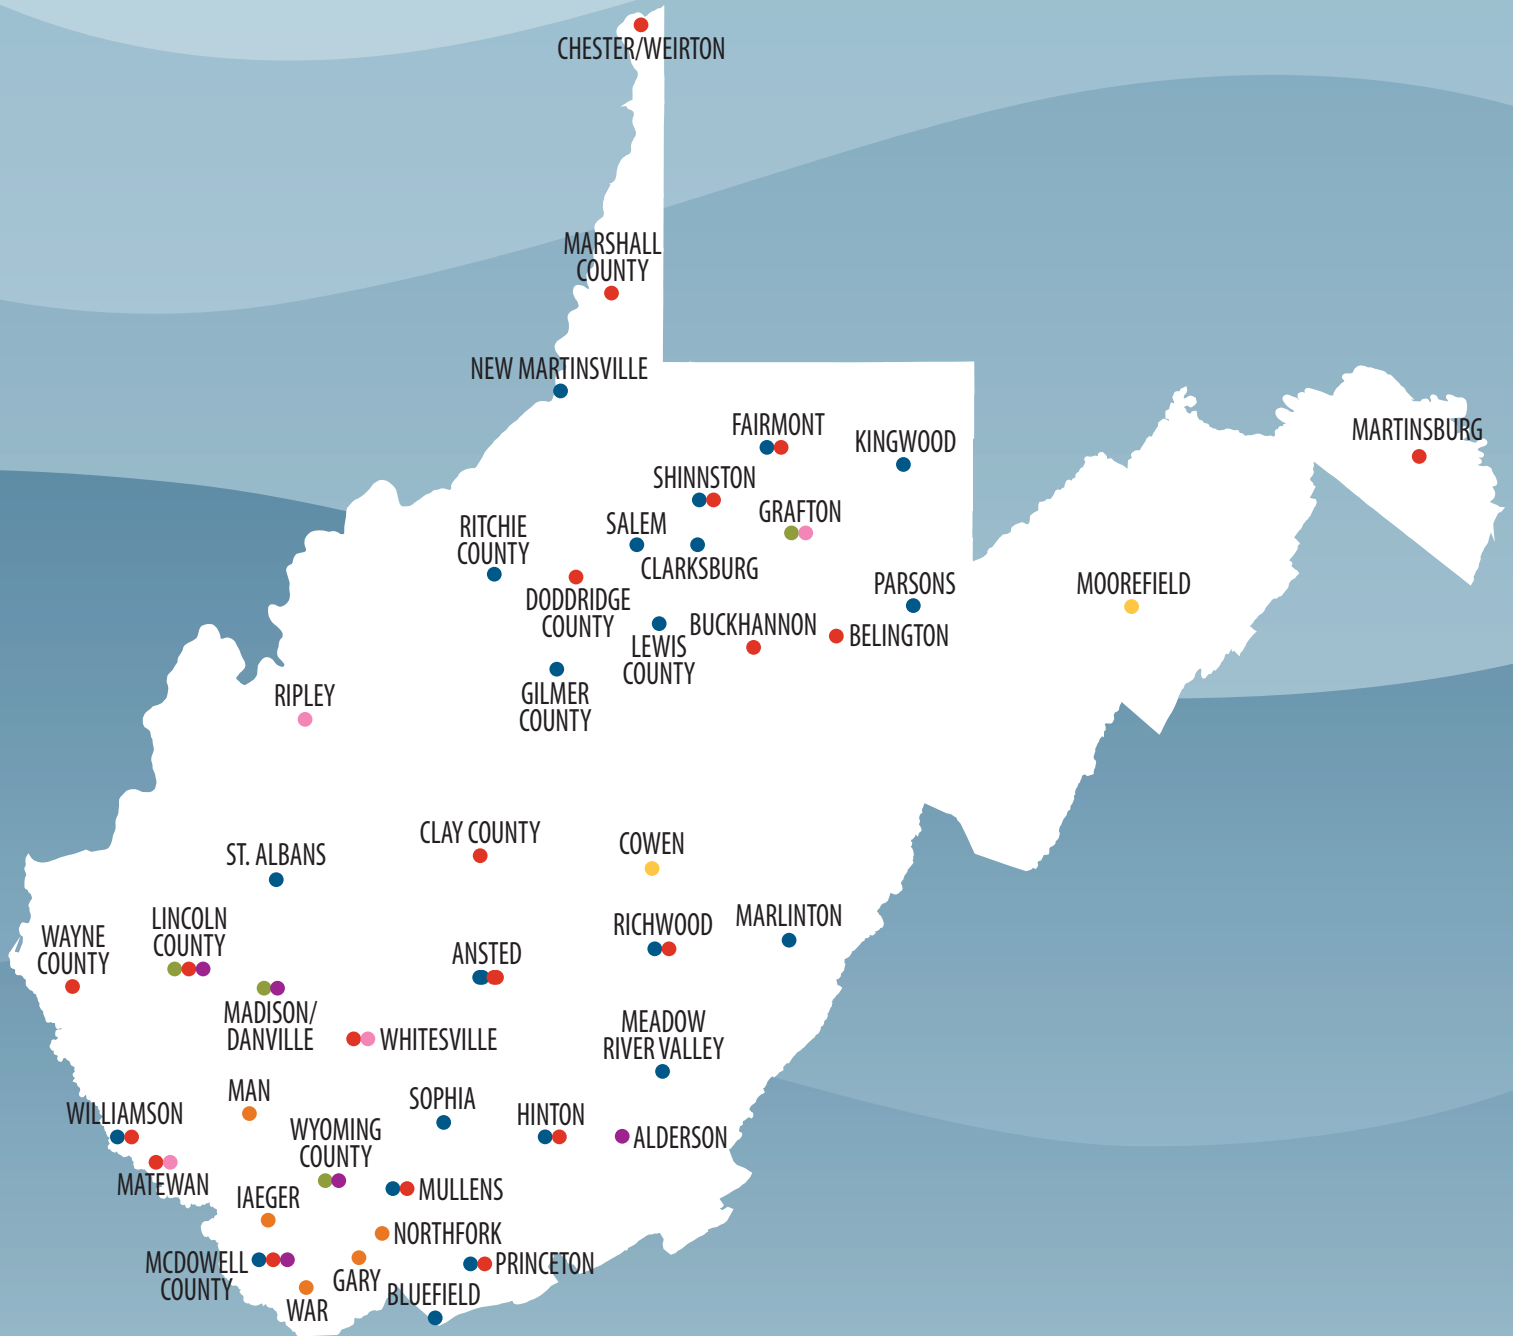 CHESTER/WEIRTON
MARSHALL
COUNTY
NEW MARTINSVILLE
FAIRMONT
KINGWOOD
MARTINSBURG
SHINNSTON
GRAFTON
SALEM
RITCHIE
COUNTY
CLARKSBURG
PARSONS
MOOREFIELD
DODDRIDGE
COUNTY
BUCKHANNON
BELINGTON
LEWIS
COUNTY
GILMER
COUNTY
RIPLEY
CLAY COUNTY
COWEN
ST. ALBANS
LINCOLN
COUNTY
RICHWOOD
MARLINTON
WAYNE
COUNTY
ANSTED
MADISON/
DANVILLE
WHITESVILLE
MEADOW
RIVER VALLEY
MAN
SOPHIA
WILLIAMSON
HINTON
WYOMING
COUNTY
ALDERSON
MATEWAN
MULLENS
IAEGER
NORTHFORK
MCDOWELL
COUNTY
PRINCETON
GARY
BLUEFIELD
WAR